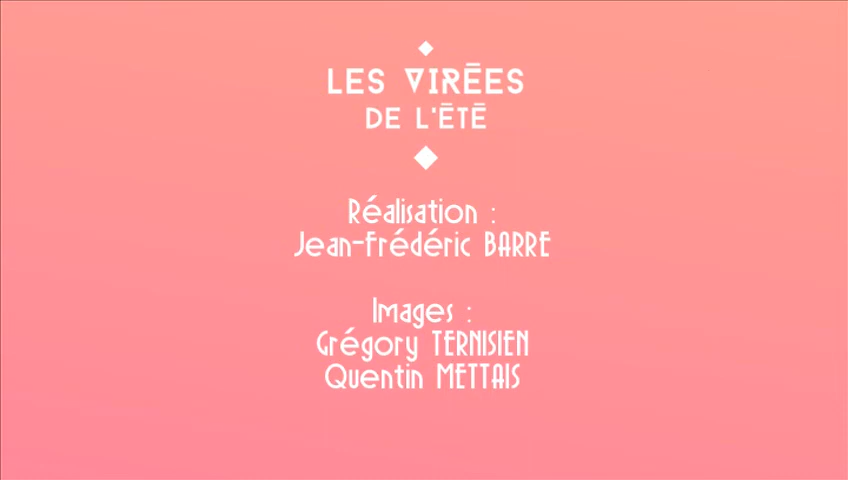 LES VIRÉES
DE L'ÉTÉ
Réalisation :
Jean-Frédéric BARRE
Images :
Grégory TERNISIEN
Quentin METTAIS